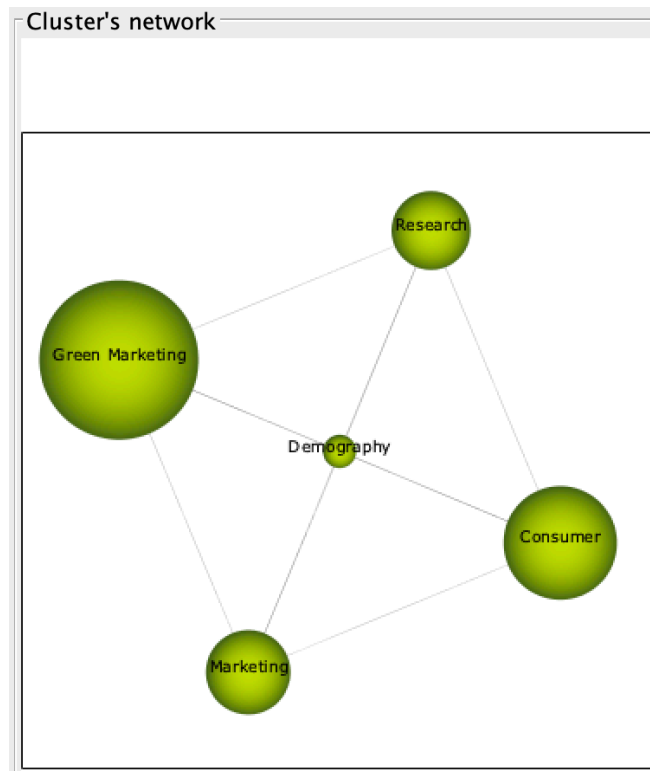 Cluster's network
Research
Green Marketing
Demography
Consumer
Marketing